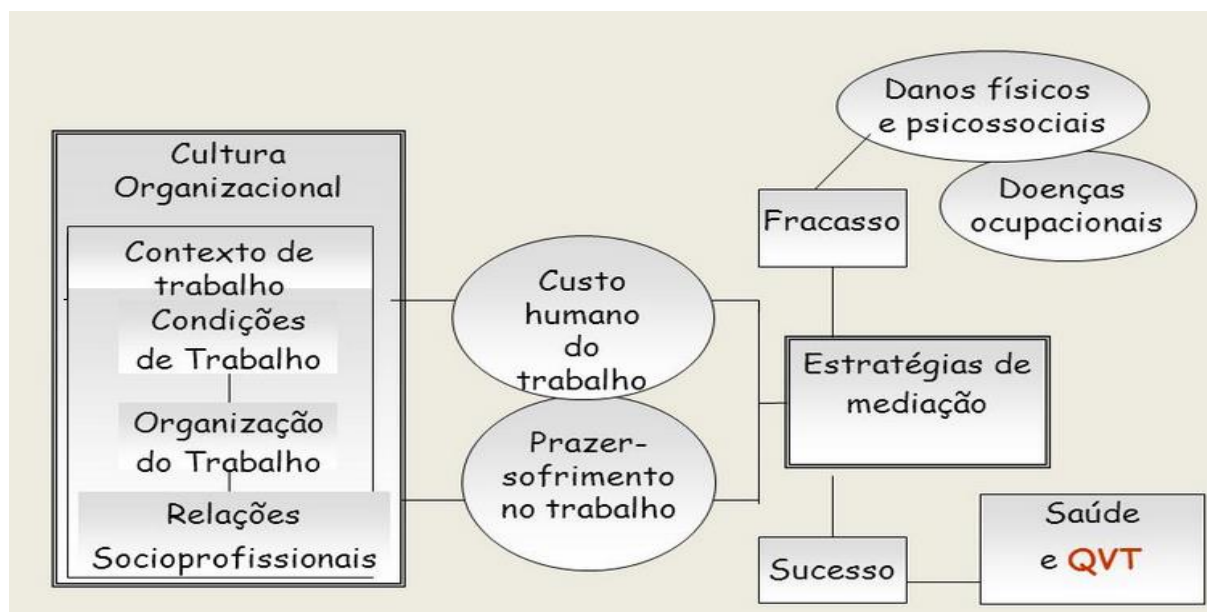 Cultura
Organizacional
Contexto de
trabalho
Condições
de Trabalho
Organização
do Trabalho
Relações
Socioprofissionais
Custo
humano
do
trabalho
Prazer-
sofrimento
no trabalho
Danos físicos
e psicossociais
Doenças
ocupacionais
Fracasso
Estratégias de
mediação
Sucesso
Saúde
e QVT